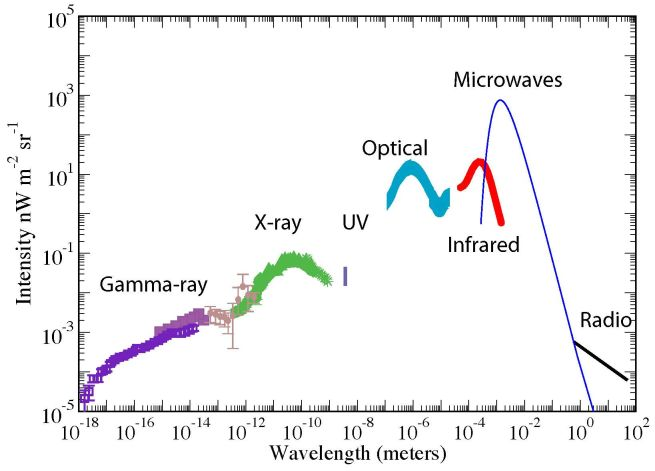 10^5
10^3
10^1
10^-1
10^-3
10^-5
Intensity nW m^-2 sr^-1
Microwaves
Optical
X-ray
UV
Infrared
Gamma-ray
Radio
10^-18 10^-16 10^-14 10^-12 10^-10 10^-8 10^-6 10^-4 10^-2 10^0 10^2
Wavelength (meters)